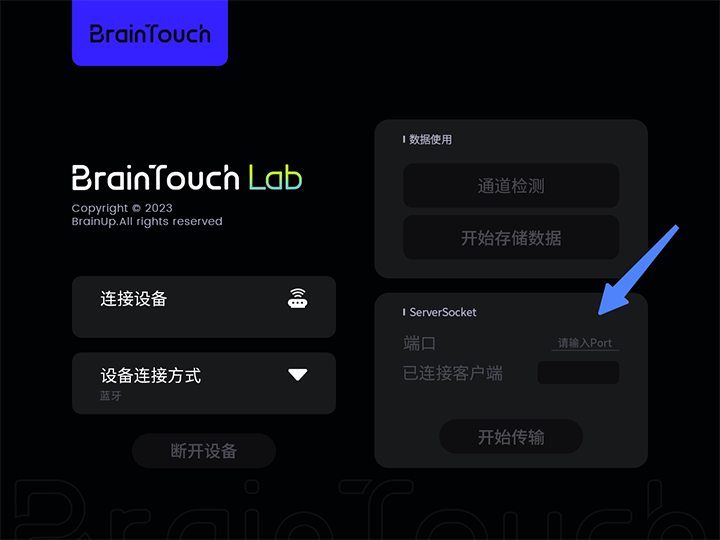 BrainTouch
BrainTouch Lab
Copyright © 2023
BrainUp.All rights reserved
连接设备
设备连接方式
蓝牙
断开设备
数据使用
通道检测
开始存储数据
ServerSocket
端口 请输入Port
已连接客户端
开始传输
BrainTouch